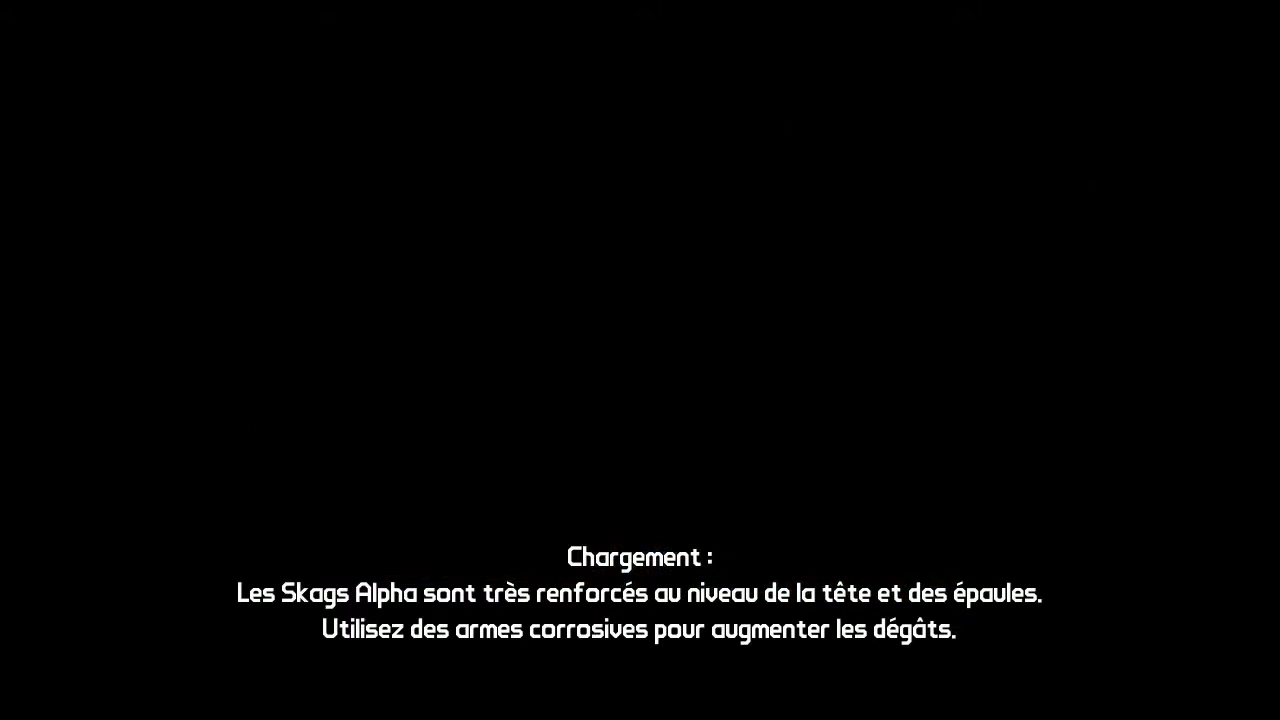 Chargement :
Les Skags Alpha sont très renforcés au niveau de la tête et des épaules.
Utilisez des armes corrosives pour augmenter les dégâts.